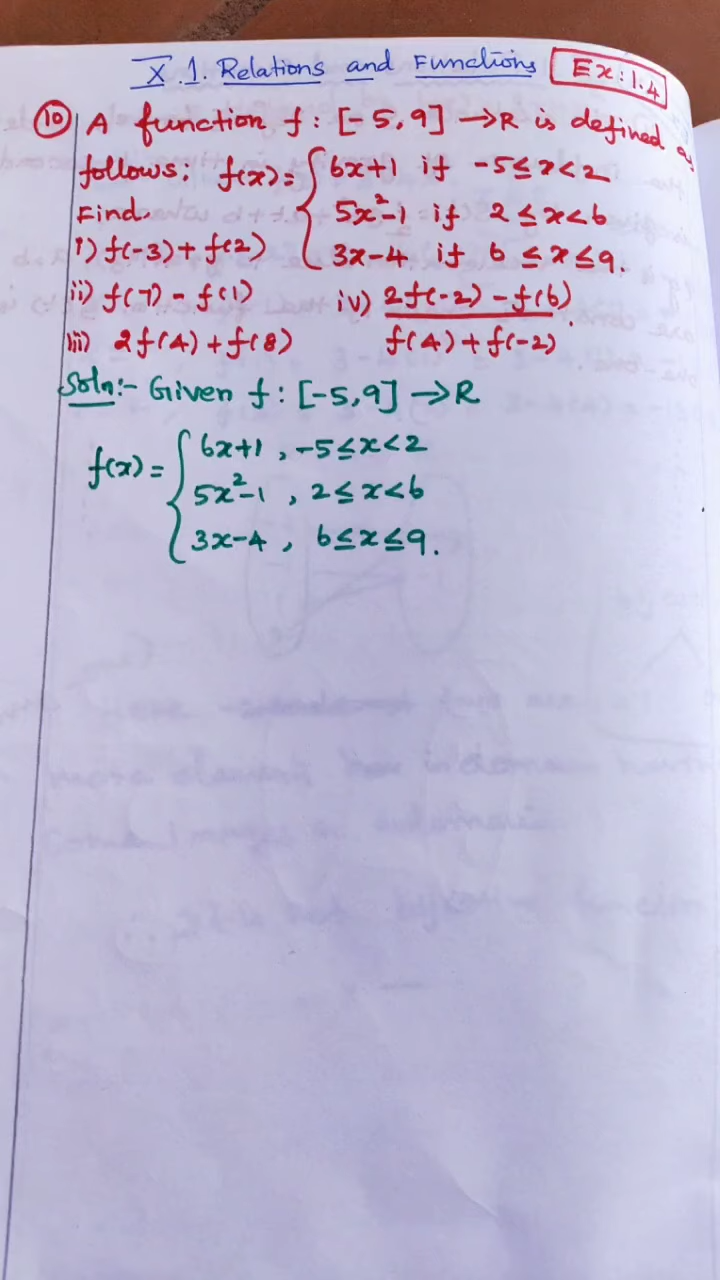 X 1. Relations and Functions Ex: 1.4
10 A function f : [-5, 9] → R is defined as
follows: f(x) = { 6x+1 if -5 ≤ x < 2
Find. 5x²-1 if 2 ≤ x < 6
i) f(-3) + f(2) 3x-4 if 6 ≤ x ≤ 9.
ii) f(7) - f(1) iv) 2f(-2) - f(6)
iii) 2f(4) + f(8) f(4) + f(-2).
Soln:- Given f : [-5, 9] → R
f(x) = { 6x+1 , -5 ≤ x < 2
5x²-1 , 2 ≤ x < 6
3x-4 , 6 ≤ x ≤ 9.